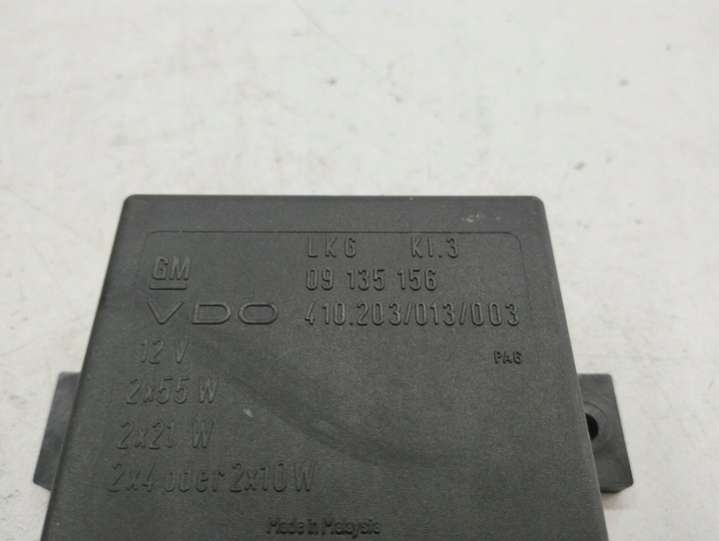 LKG KI.3
GM 09 135 156
VDO 410.203/013/003
12 V
PA6
2x55 W
2x21 W
2x4 oder 2x10W
Made in Malaysia